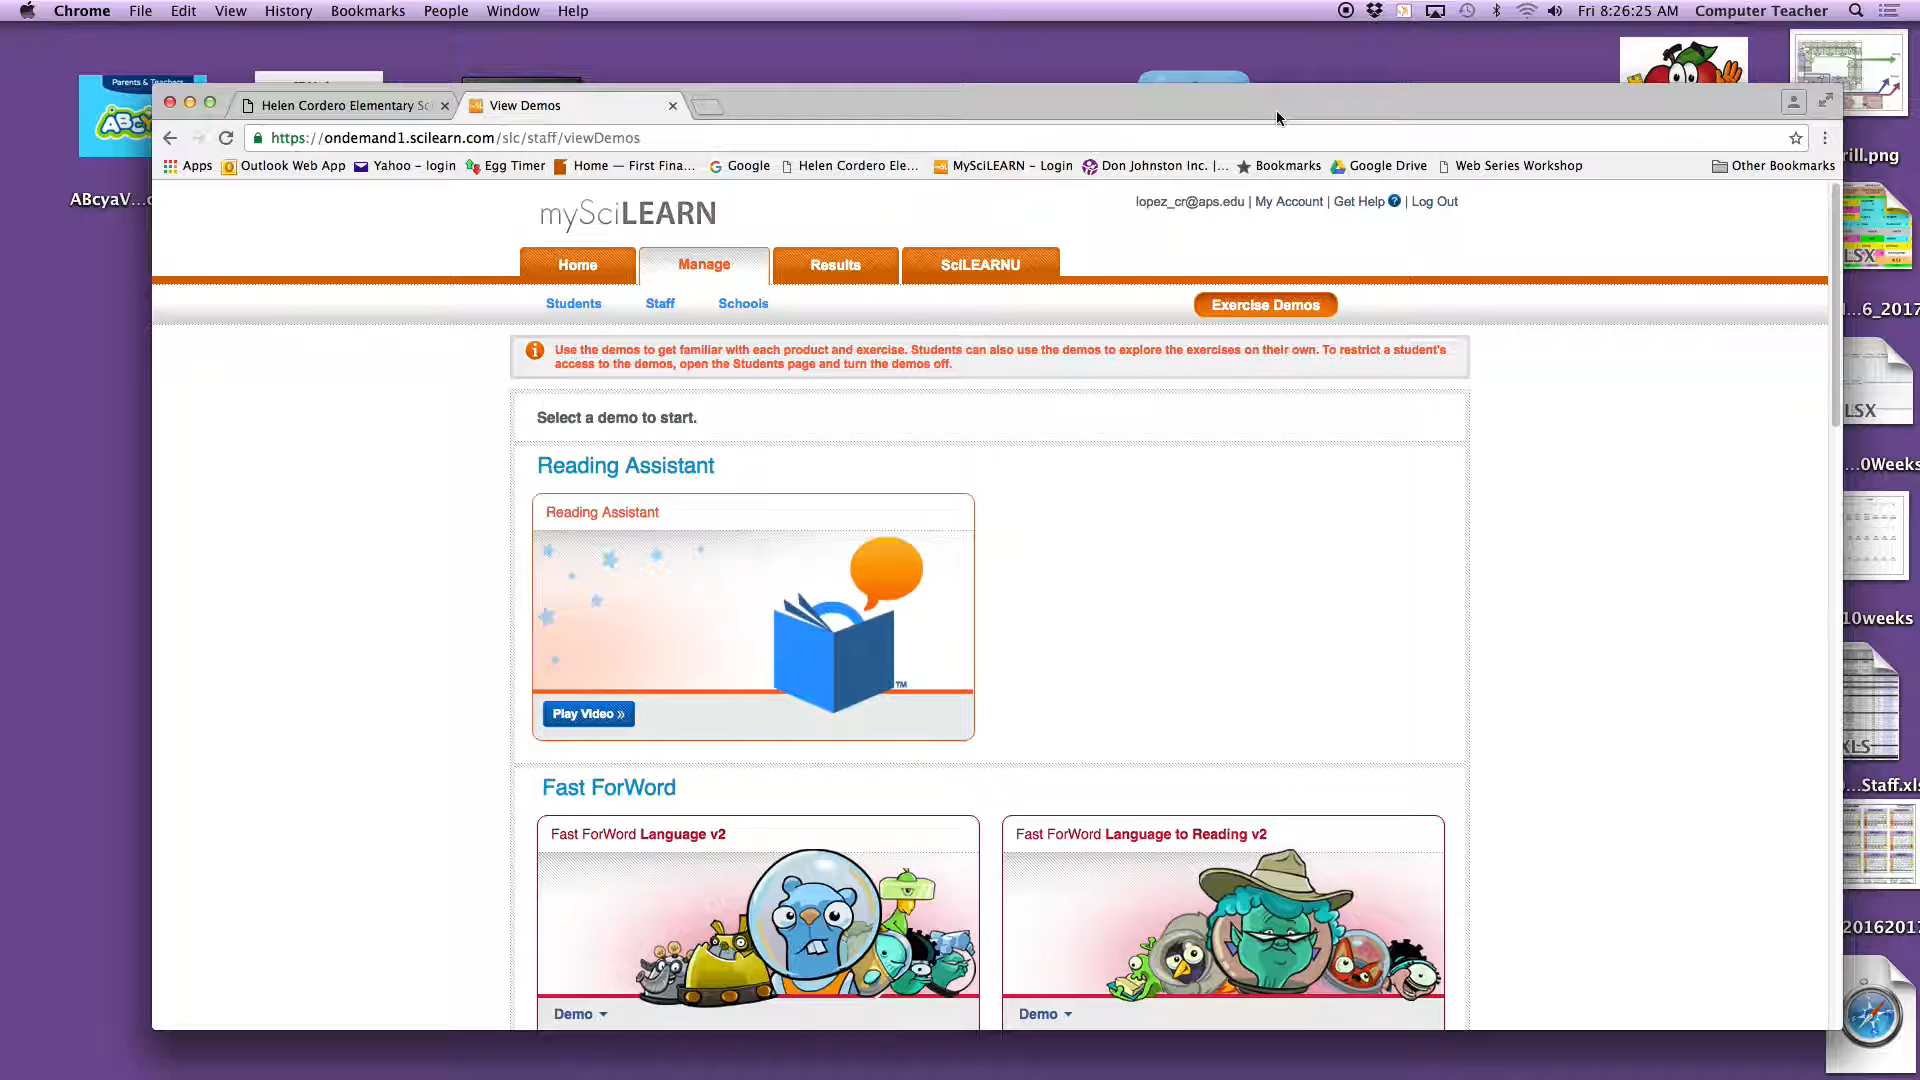 Chrome File Edit View History Bookmarks People Window Help
Fri 8:26:25 AM Computer Teacher
Parents & Teachers
ABcyaV...
Helen Cordero Elementary Sc
View Demos
https://ondemand1.scilearn.com/slc/staff/viewDemos
Apps Outlook Web App Yahoo - login Egg Timer Home — First Fina... Google Helen Cordero Ele... MySciLEARN - Login Don Johnston Inc. |... Bookmarks Google Drive Web Series Workshop Other Bookmarks
mySciLEARN
lopez_cr@aps.edu | My Account | Get Help ? | Log Out
Home Manage Results SciLEARNU
Students Staff Schools Exercise Demos
Use the demos to get familiar with each product and exercise. Students can also use the demos to explore the exercises on their own. To restrict a student's
access to the demos, open the Students page and turn the demos off.
Select a demo to start.
Reading Assistant
Reading Assistant
TM
Play Video »
Fast ForWord
Fast ForWord Language v2
Fast ForWord Language to Reading v2
Demo
Demo
rill.png
LSX
...6_2017
LSX
...0Weeks
10weeks
XLS
...Staff.xls
20162017